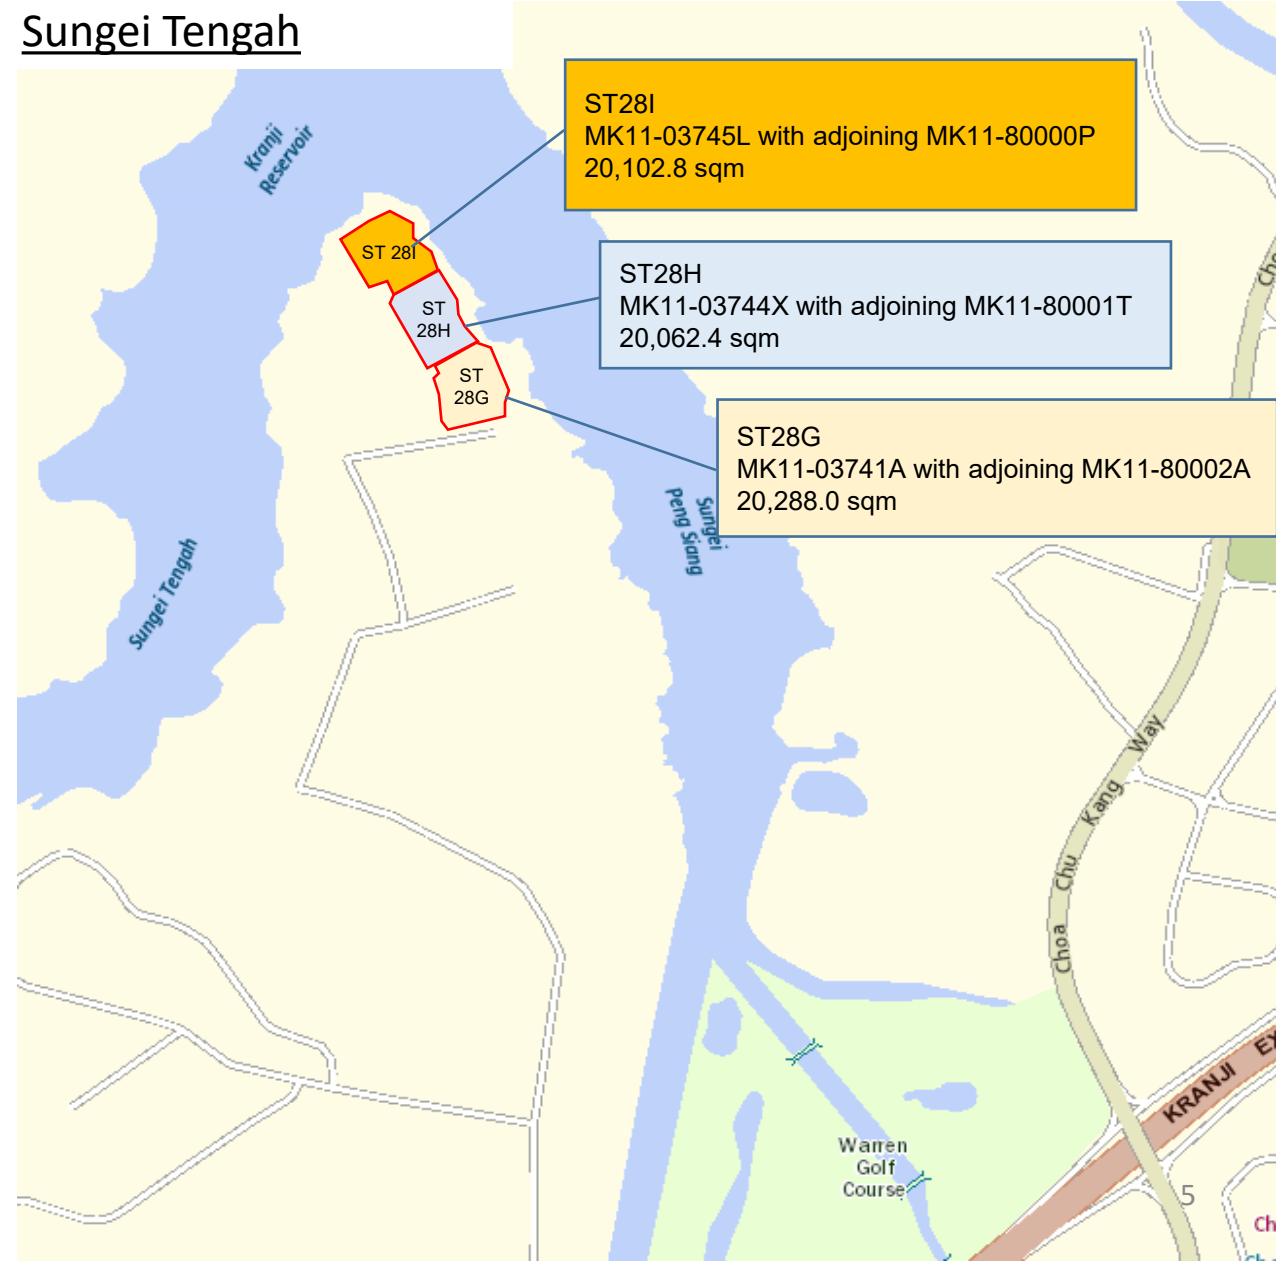 Sungei Tengah
ST28I
MK11-03745L with adjoining MK11-80000P
20,102.8 sqm
Kranji
Reservoir
ST 28I
ST28H
MK11-03744X with adjoining MK11-80001T
20,062.4 sqm
ST
28H
ST
28G
ST28G
MK11-03741A with adjoining MK11-80002A
20,288.0 sqm
Sungei
Peng Siang
Sungei Tengah
Choa Chu Kang Way
KRANJI EX
Warren
Golf
Course
5
Ch